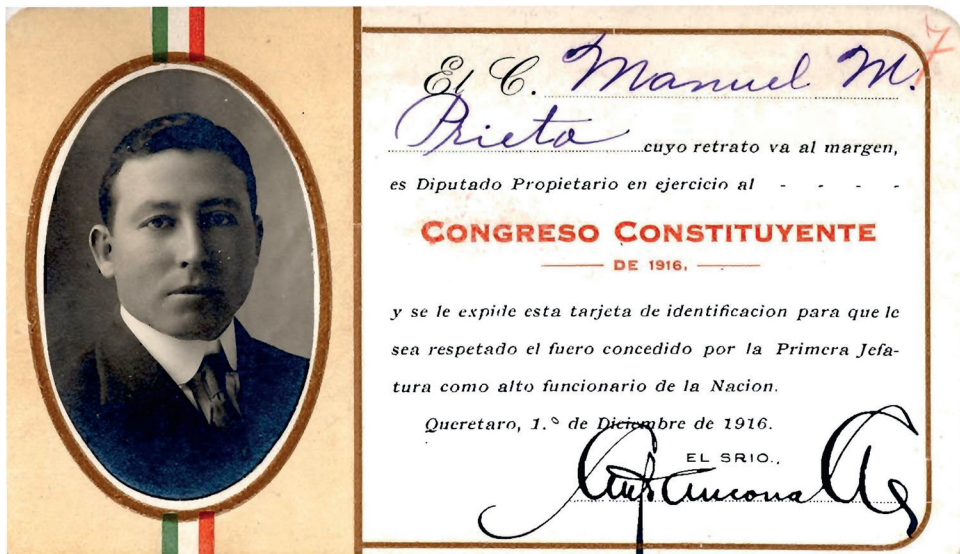 7
El C. Manuel M.
Prieto cuyo retrato va al margen,
es Diputado Propietario en ejercicio al - - - -
CONGRESO CONSTITUYENTE
DE 1916,
y se le expide esta tarjeta de identificacion para que le
sea respetado el fuero concedido por la Primera Jefa-
tura como alto funcionario de la Nacion.
Queretaro, 1.º de Diciembre de 1916.
EL SRIO.,
Ancona A